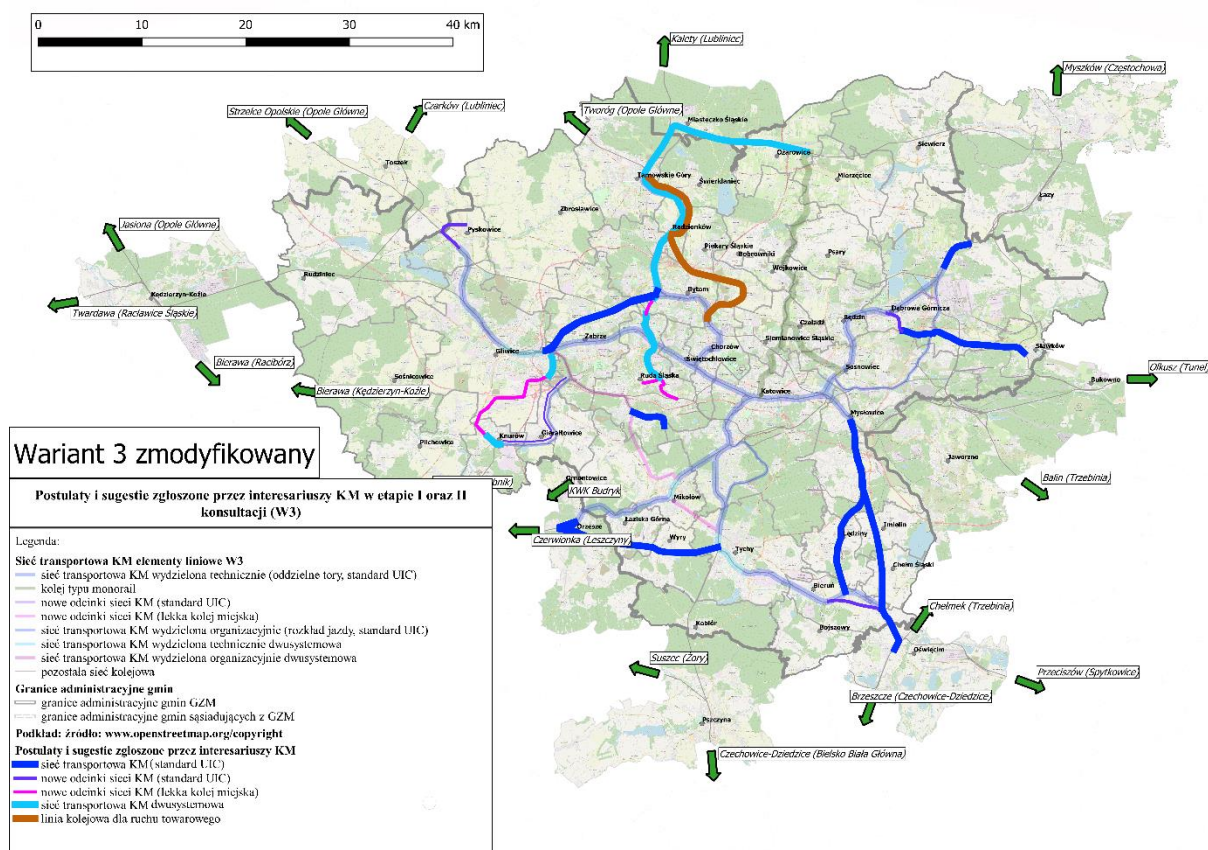 0 10 20 30 40 km
Kalety (Lubliniec)
Myszków (Częstochowa)
Czarków (Lubliniec)
Strzelce Opolskie (Opole Główne)
Tworóg (Opole Główne)
Miasteczko Śląskie
Siewierz
Ożarowice
Toszek
Tarnowskie Góry
Świerklaniec
Mierzęcice
Łazy
Zbrosławice
Jasiona (Opole Główne)
Pyskowice
Radzionków
Piekary Śląskie
Bobrowniki
Psary
Wojkowice
Rudziniec
Kędzierzyn-Koźle
Bytom
Twardawa (Racławice Śląskie)
Dąbrowa Górnicza
Będzin
Czeladź
Siemianowice Śląskie
Zabrze
Chorzów
Sławków
Gliwice
Świętochłowice
Bierawa (Racibórz)
Sosnowiec
Ruda Śląska
Sośnicowice
Olkusz (Tunel)
Bukowno
Bierawa (Kędzierzyn-Koźle)
Katowice
Mysłowice
Knurów
Gierałtowice
Pilchowice
Wariant 3 zmodyfikowany
Jaworzno
Ornontowice
KWK Budryk
Balin (Trzebinia)
Mikołów
Postulaty i sugestie zgłoszone przez interesariuszy KM w etapie I oraz II
konsultacji (W3)
Orzesze
Łaziska Górna
Imielin
Lędziny
Czerwionka (Leszczyny)
Wyry
Tychy
Chełm Śląski
Legenda:
Sieć transportowa KM elementy liniowe W3
sieć transportowa KM wydzielona technicznie (oddzielne tory, standard UIC)
kolej typu monorail
nowe odcinki sieci KM (standard UIC)
nowe odcinki sieci KM (lekka kolej miejska)
sieć transportowa KM wydzielona organizacyjnie (rozkład jazdy, standard UIC)
sieć transportowa KM wydzielona technicznie dwusystemowa
sieć transportowa KM wydzielona organizacyjnie dwusystemowa
pozostała sieć kolejowa
Bieruń
Chełmek (Trzebinia)
Kobiór
Bojszowy
Oświęcim
Suszec (Żory)
Przeciszów (Spytkowice)
Granice administracyjne gmin
granice administracyjne gmin GZM
granice administracyjne gmin sąsiadujących z GZM
Brzeszcze (Czechowice-Dziedzice)
Pszczyna
Podkład: źródło: www.openstreetmap.org/copyright
Postulaty i sugestie zgłoszone przez interesariuszy KM
Czechowice-Dziedzice (Bielsko Biała Główna)
sieć transportowa KM (standard UIC)
nowe odcinki sieci KM (standard UIC)
nowe odcinki sieci KM (lekka kolej miejska)
sieć transportowa KM dwusystemowa
linia kolejowa dla ruchu towarowego